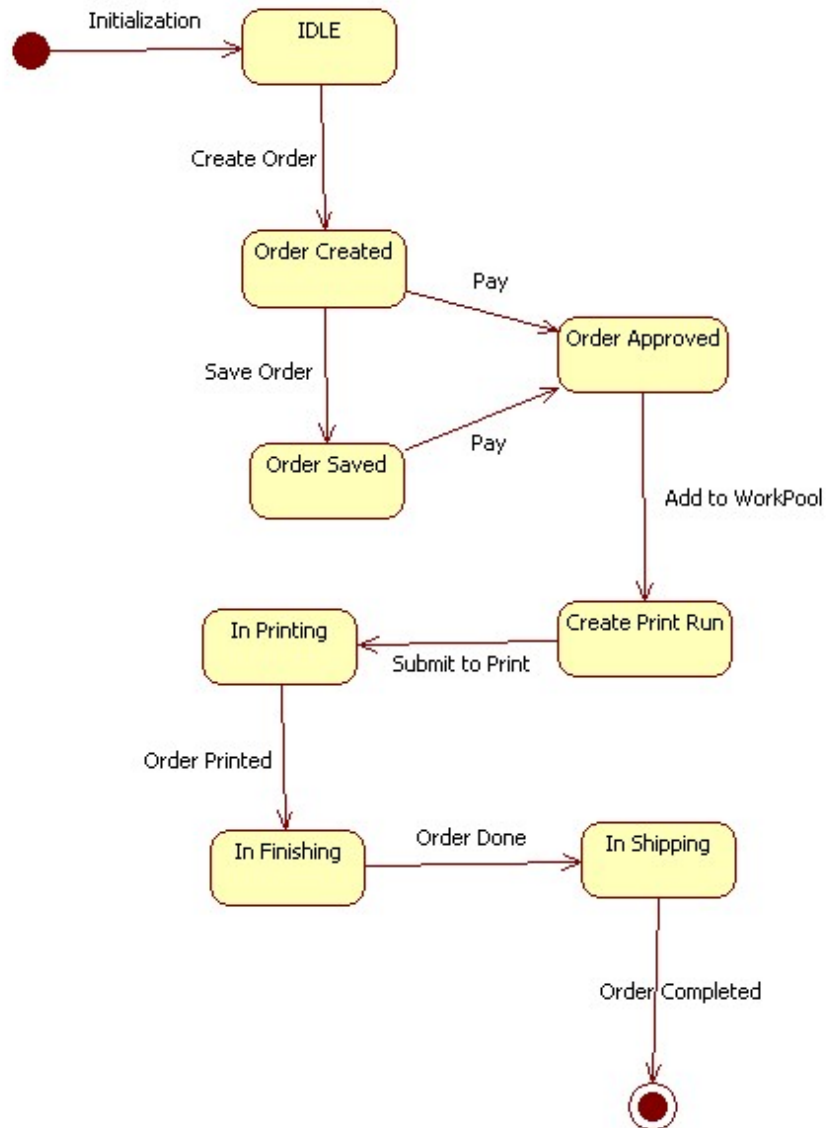 Initialization
IDLE
Create Order
Order Created
Pay
Order Approved
Save Order
Pay
Order Saved
Add to WorkPool
In Printing
Create Print Run
Submit to Print
Order Printed
In Finishing
Order Done
In Shipping
Order Completed